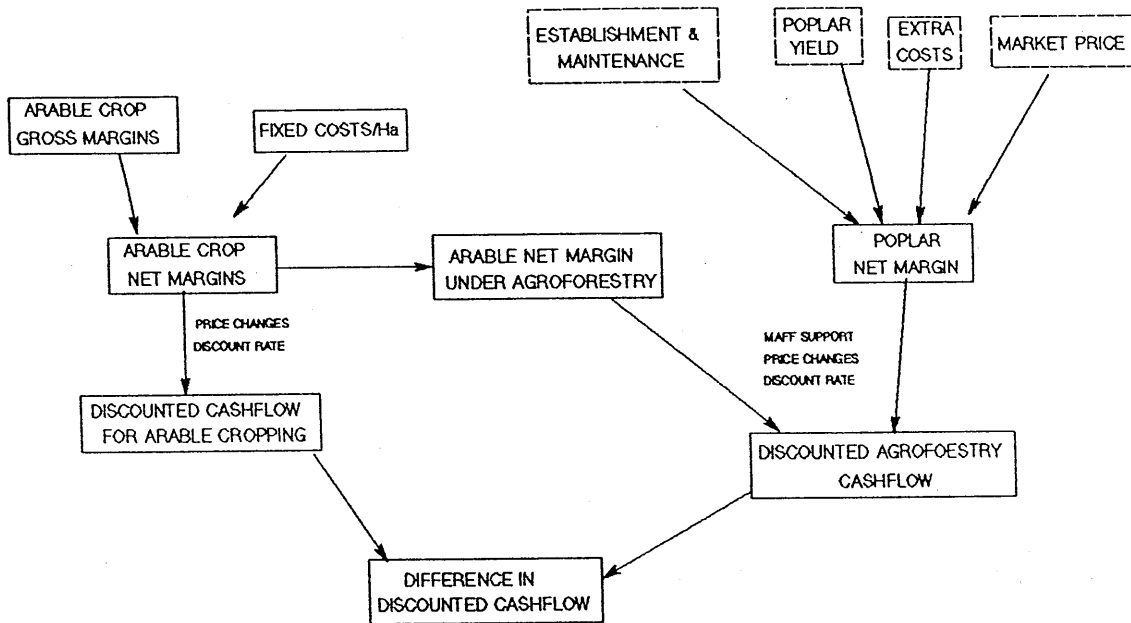 ESTABLISHMENT &
MAINTENANCE
POPLAR
YIELD
EXTRA
COSTS
MARKET PRICE
ARABLE CROP
GROSS MARGINS
FIXED COSTS/Ha
ARABLE CROP
NET MARGINS
ARABLE NET MARGIN
UNDER AGROFORESTRY
POPLAR
NET MARGIN
PRICE CHANGES
DISCOUNT RATE
MAFF SUPPORT
PRICE CHANGES
DISCOUNT RATE
DISCOUNTED CASHFLOW
FOR ARABLE CROPPING
DISCOUNTED AGROFOESTRY
CASHFLOW
DIFFERENCE IN
DISCOUNTED CASHFLOW